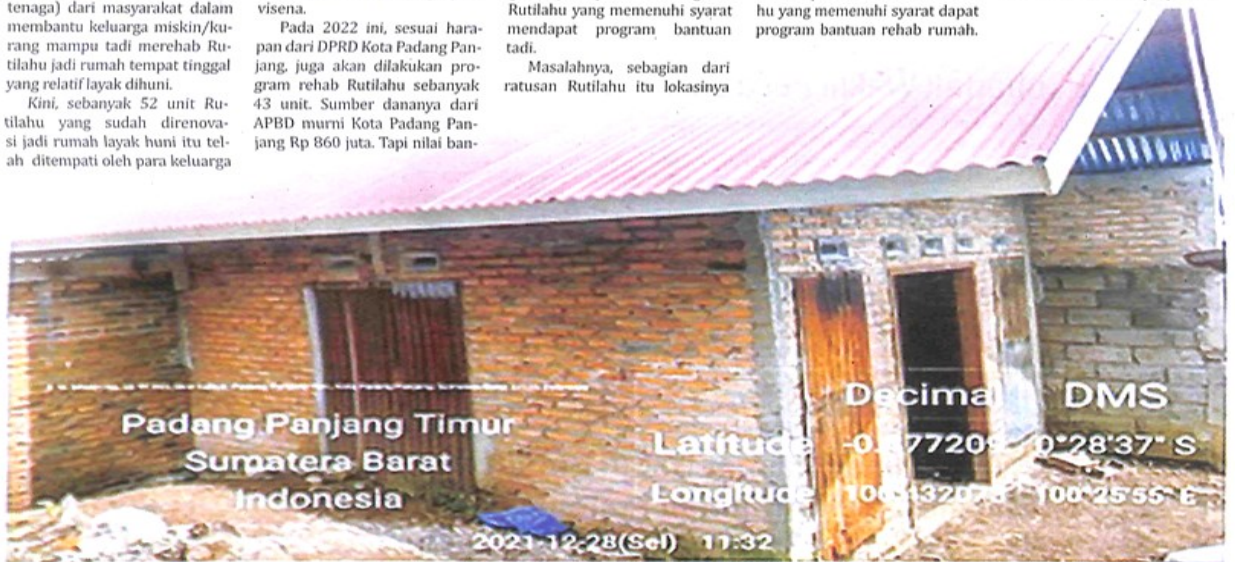 tenaga) dari masyarakat dalam
membantu keluarga miskin/ku-
rang mampu tadi merehab Ru-
tilahu jadi rumah tempat tinggal
yang relatif layak dihuni.
Kini, sebanyak 52 unit Ru-
tilahu yang sudah direnova-
si jadi rumah layak huni itu tel-
ah ditempati oleh para keluarga
visena.
Pada 2022 ini, sesuai hara-
pan dari DPRD Kota Padang Pan-
jang, juga akan dilakukan pro-
gram rehab Rutilahu sebanyak
43 unit. Sumber dananya dari
APBD murni Kota Padang Pan-
jang Rp 860 juta. Tapi nilai ban-
Rutilahu yang memenuhi syarat
mendapat program bantuan
tadi.
Masalahnya, sebagian dari
ratusan Rutilahu itu lokasinya
hu yang memenuhi syarat dapat
program bantuan rehab rumah.
Padang Panjang Timur
Sumatera Barat
Indonesia
Decimal DMS
Latitude 0°28'37" S
Longitude 100°25'55" E
2021-12-28(Sel) 11:32